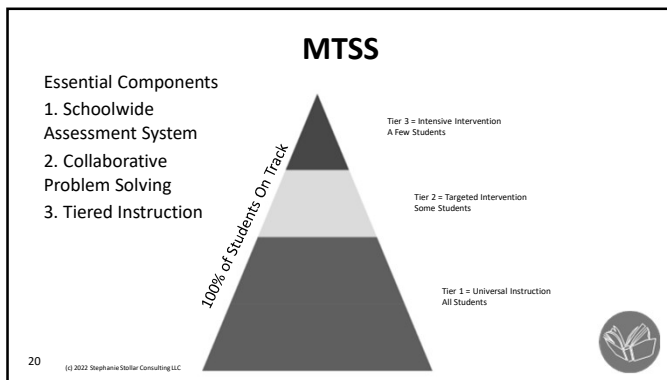 MTSS
Essential Components
1. Schoolwide
Assessment System
2. Collaborative
Problem Solving
3. Tiered Instruction
100% of Students On Track
Tier 3 = Intensive Intervention
A Few Students
Tier 2 = Targeted Intervention
Some Students
Tier 1 = Universal Instruction
All Students
20
(c) 2022 Stephanie Stollar Consulting LLC